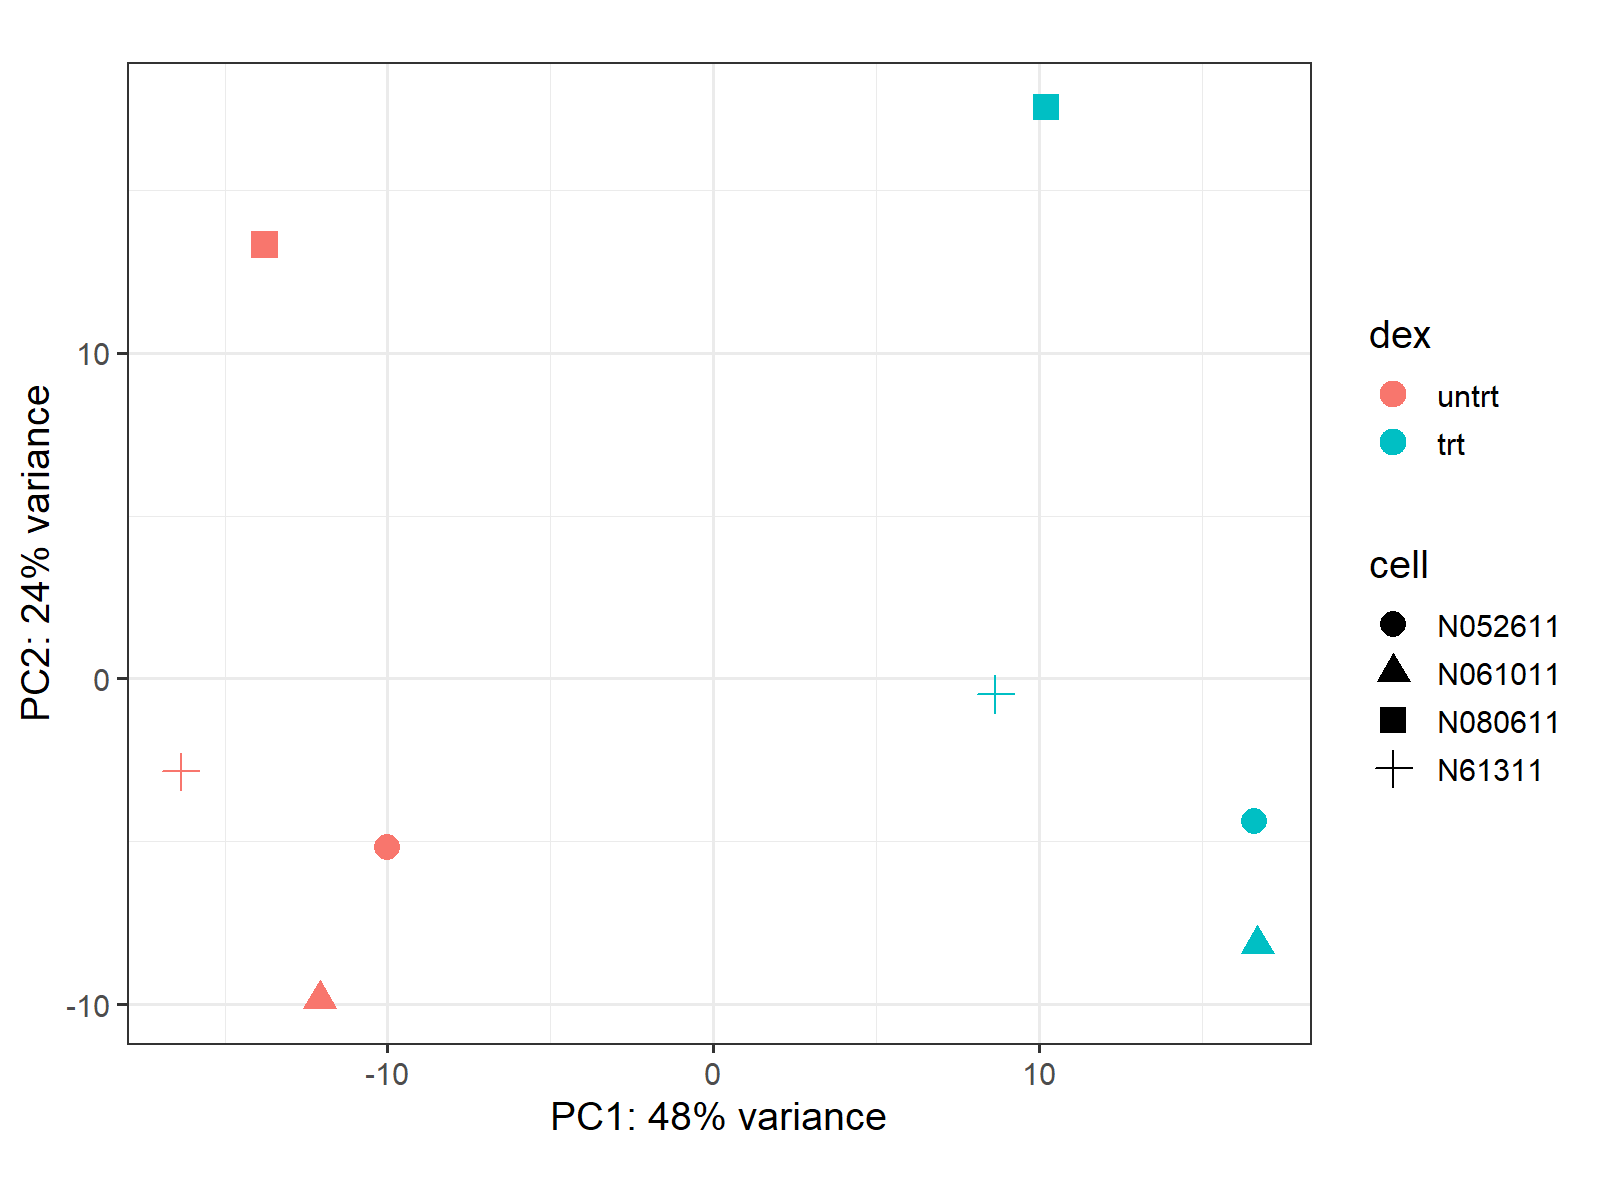 PC2: 24% variance
10
0
-10
-10
0
10
PC1: 48% variance
dex
untrt
trt
cell
N052611
N061011
N080611
N61311